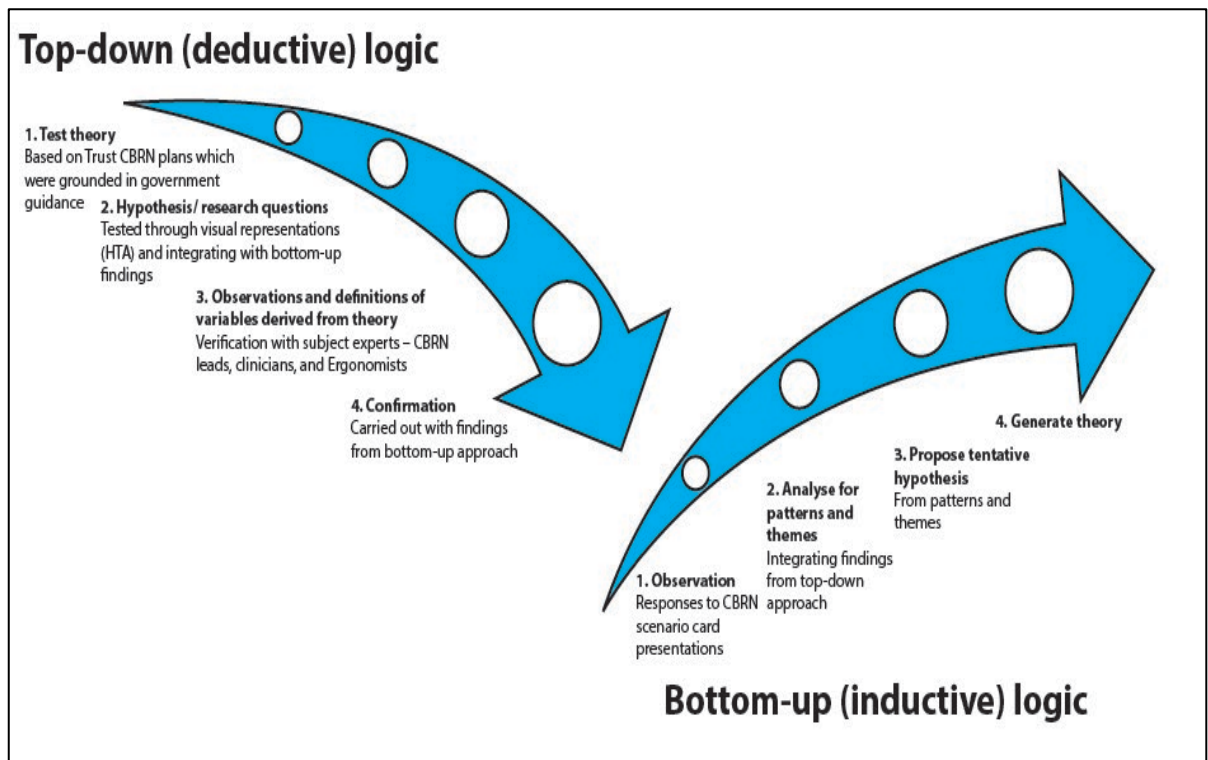 Top-down (deductive) logic
1. Test theory
Based on Trust CBRN plans which
were grounded in government
guidance
2. Hypothesis/ research questions
Tested through visual representations
(HTA) and integrating with bottom-up
findings
3. Observations and definitions of
variables derived from theory
Verification with subject experts – CBRN
leads, clinicians, and Ergonomists
4. Confirmation
Carried out with findings
from bottom-up approach
1. Observation
Responses to CBRN
scenario card
presentations
2. Analyse for
patterns and
themes
Integrating findings
from top-down
approach
3. Propose tentative
hypothesis
From patterns and
themes
4. Generate theory
Bottom-up (inductive) logic